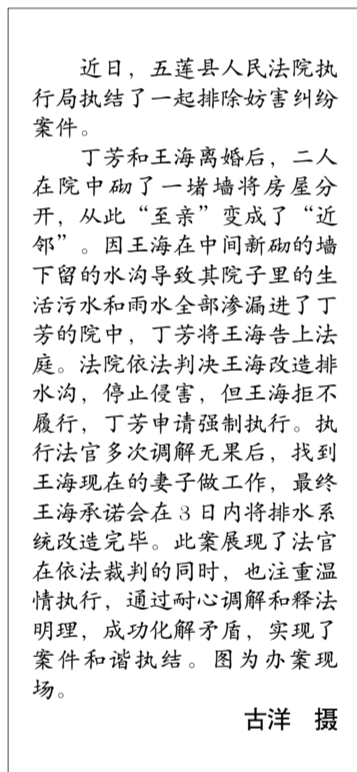 近日，五莲县人民法院执
行局执结了一起排除妨害纠纷
案件。
丁芳和王海离婚后，二人
在院中砌了一堵墙将房屋分
开，从此“至亲”变成了“近
邻”。因王海在中间新砌的墙
下留的水沟导致其院子里的生
活污水和雨水全部渗漏进了丁
芳的院中，丁芳将王海告上法
庭。法院依法判决王海改造排
水沟，停止侵害，但王海拒不
履行，丁芳申请强制执行。执
行法官多次调解无果后，找到
王海现在的妻子做工作，最终
王海承诺会在3日内将排水系
统改造完毕。此案展现了法官
在依法裁判的同时，也注重温
情执行，通过耐心调解和释法
明理，成功化解矛盾，实现了
案件和谐执结。图为办案现
场。
古洋　摄